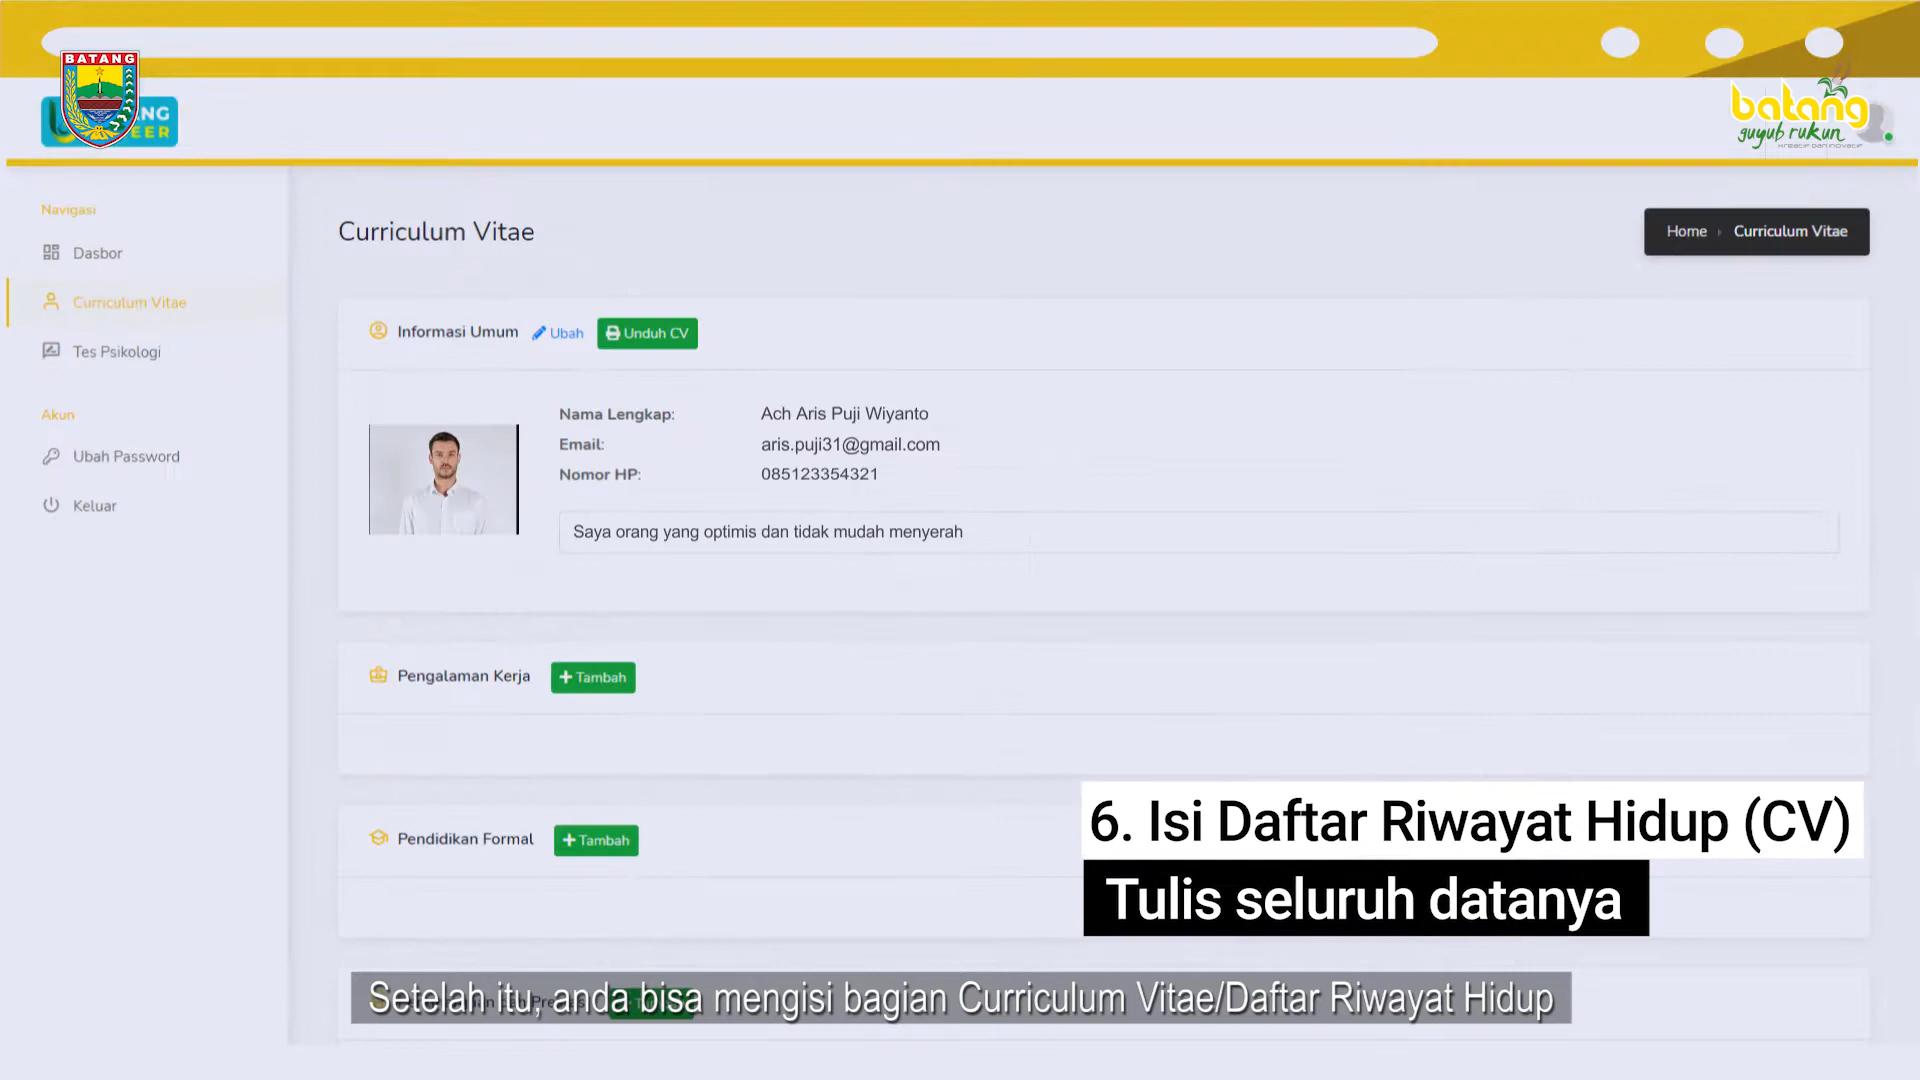 BATANG
NG
EER
batang
guyub rukun
Kreatif dan inovatif
Navigasi
Dasbor
Curriculum Vitae
Tes Psikologi
Akun
Ubah Password
Keluar
Curriculum Vitae
Home › Curriculum Vitae
Informasi Umum Ubah Unduh CV
Nama Lengkap: Ach Aris Puji Wiyanto
Email: aris.puji31@gmail.com
Nomor HP: 085123354321
Saya orang yang optimis dan tidak mudah menyerah
Pengalaman Kerja + Tambah
Pendidikan Formal + Tambah
6. Isi Daftar Riwayat Hidup (CV)
Tulis seluruh datanya
Setelah itu, anda bisa mengisi bagian Curriculum Vitae/Daftar Riwayat Hidup